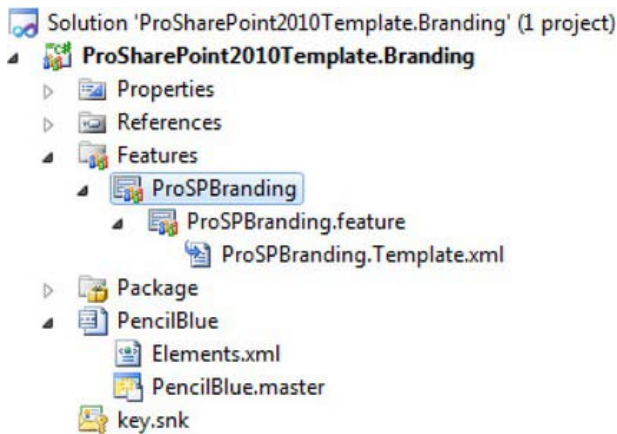 Solution 'ProSharePoint2010Template.Branding' (1 project)
ProSharePoint2010Template.Branding
Properties
References
Features
ProSPBranding
ProSPBranding.feature
ProSPBranding.Template.xml
Package
PencilBlue
Elements.xml
PencilBlue.master
key.snk